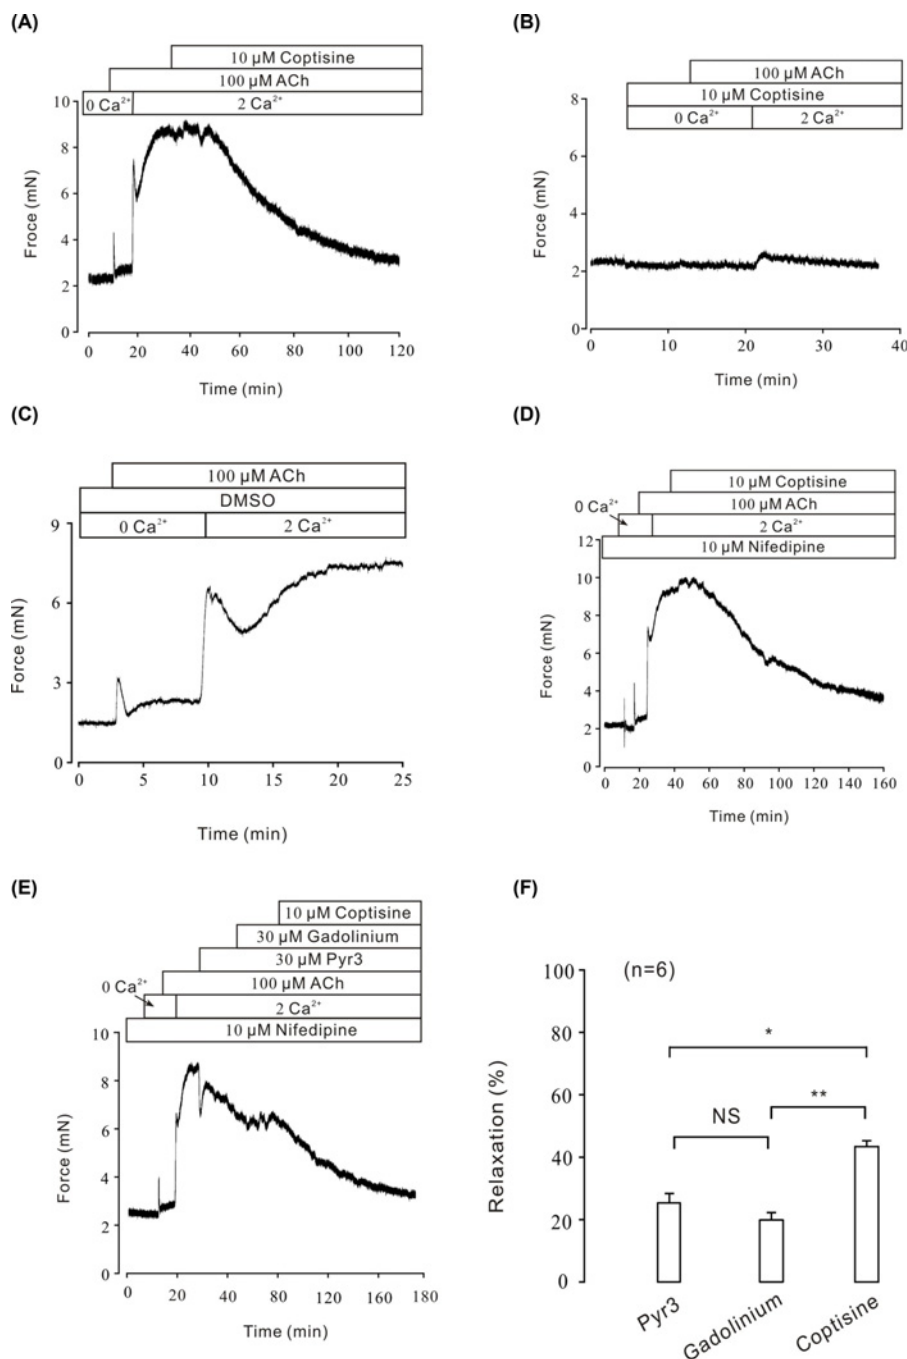 (A)
10 µM Coptisine
100 µM ACh
0 Ca²⁺ 2 Ca²⁺
10
8
6
4
2
0
Froce (mN)
0 20 40 60 80 100 120
Time (min)
(B)
100 µM ACh
10 µM Coptisine
0 Ca²⁺ 2 Ca²⁺
8
6
4
2
0
Force (mN)
0 10 20 30 40
Time (min)
(C)
100 µM ACh
DMSO
0 Ca²⁺ 2 Ca²⁺
9
6
3
0
Force (mN)
0 5 10 15 20 25
Time (min)
(D)
10 µM Coptisine
0 Ca²⁺ 100 µM ACh
2 Ca²⁺
10 µM Nifedipine
12
10
8
6
4
2
0
Force (mN)
0 20 40 60 80 100 120 140 160
Time (min)
(E)
10 µM Coptisine
30 µM Gadolinium
30 µM Pyr3
0 Ca²⁺ 100 µM ACh
2 Ca²⁺
10 µM Nifedipine
10
8
6
4
2
0
Force (mN)
0 20 40 60 80 120 160 180
Time (min)
(F)
100
80
60
40
20
0
Relaxation (%)
(n=6)
*
NS **
Pyr3
Gadolinium
Coptisine